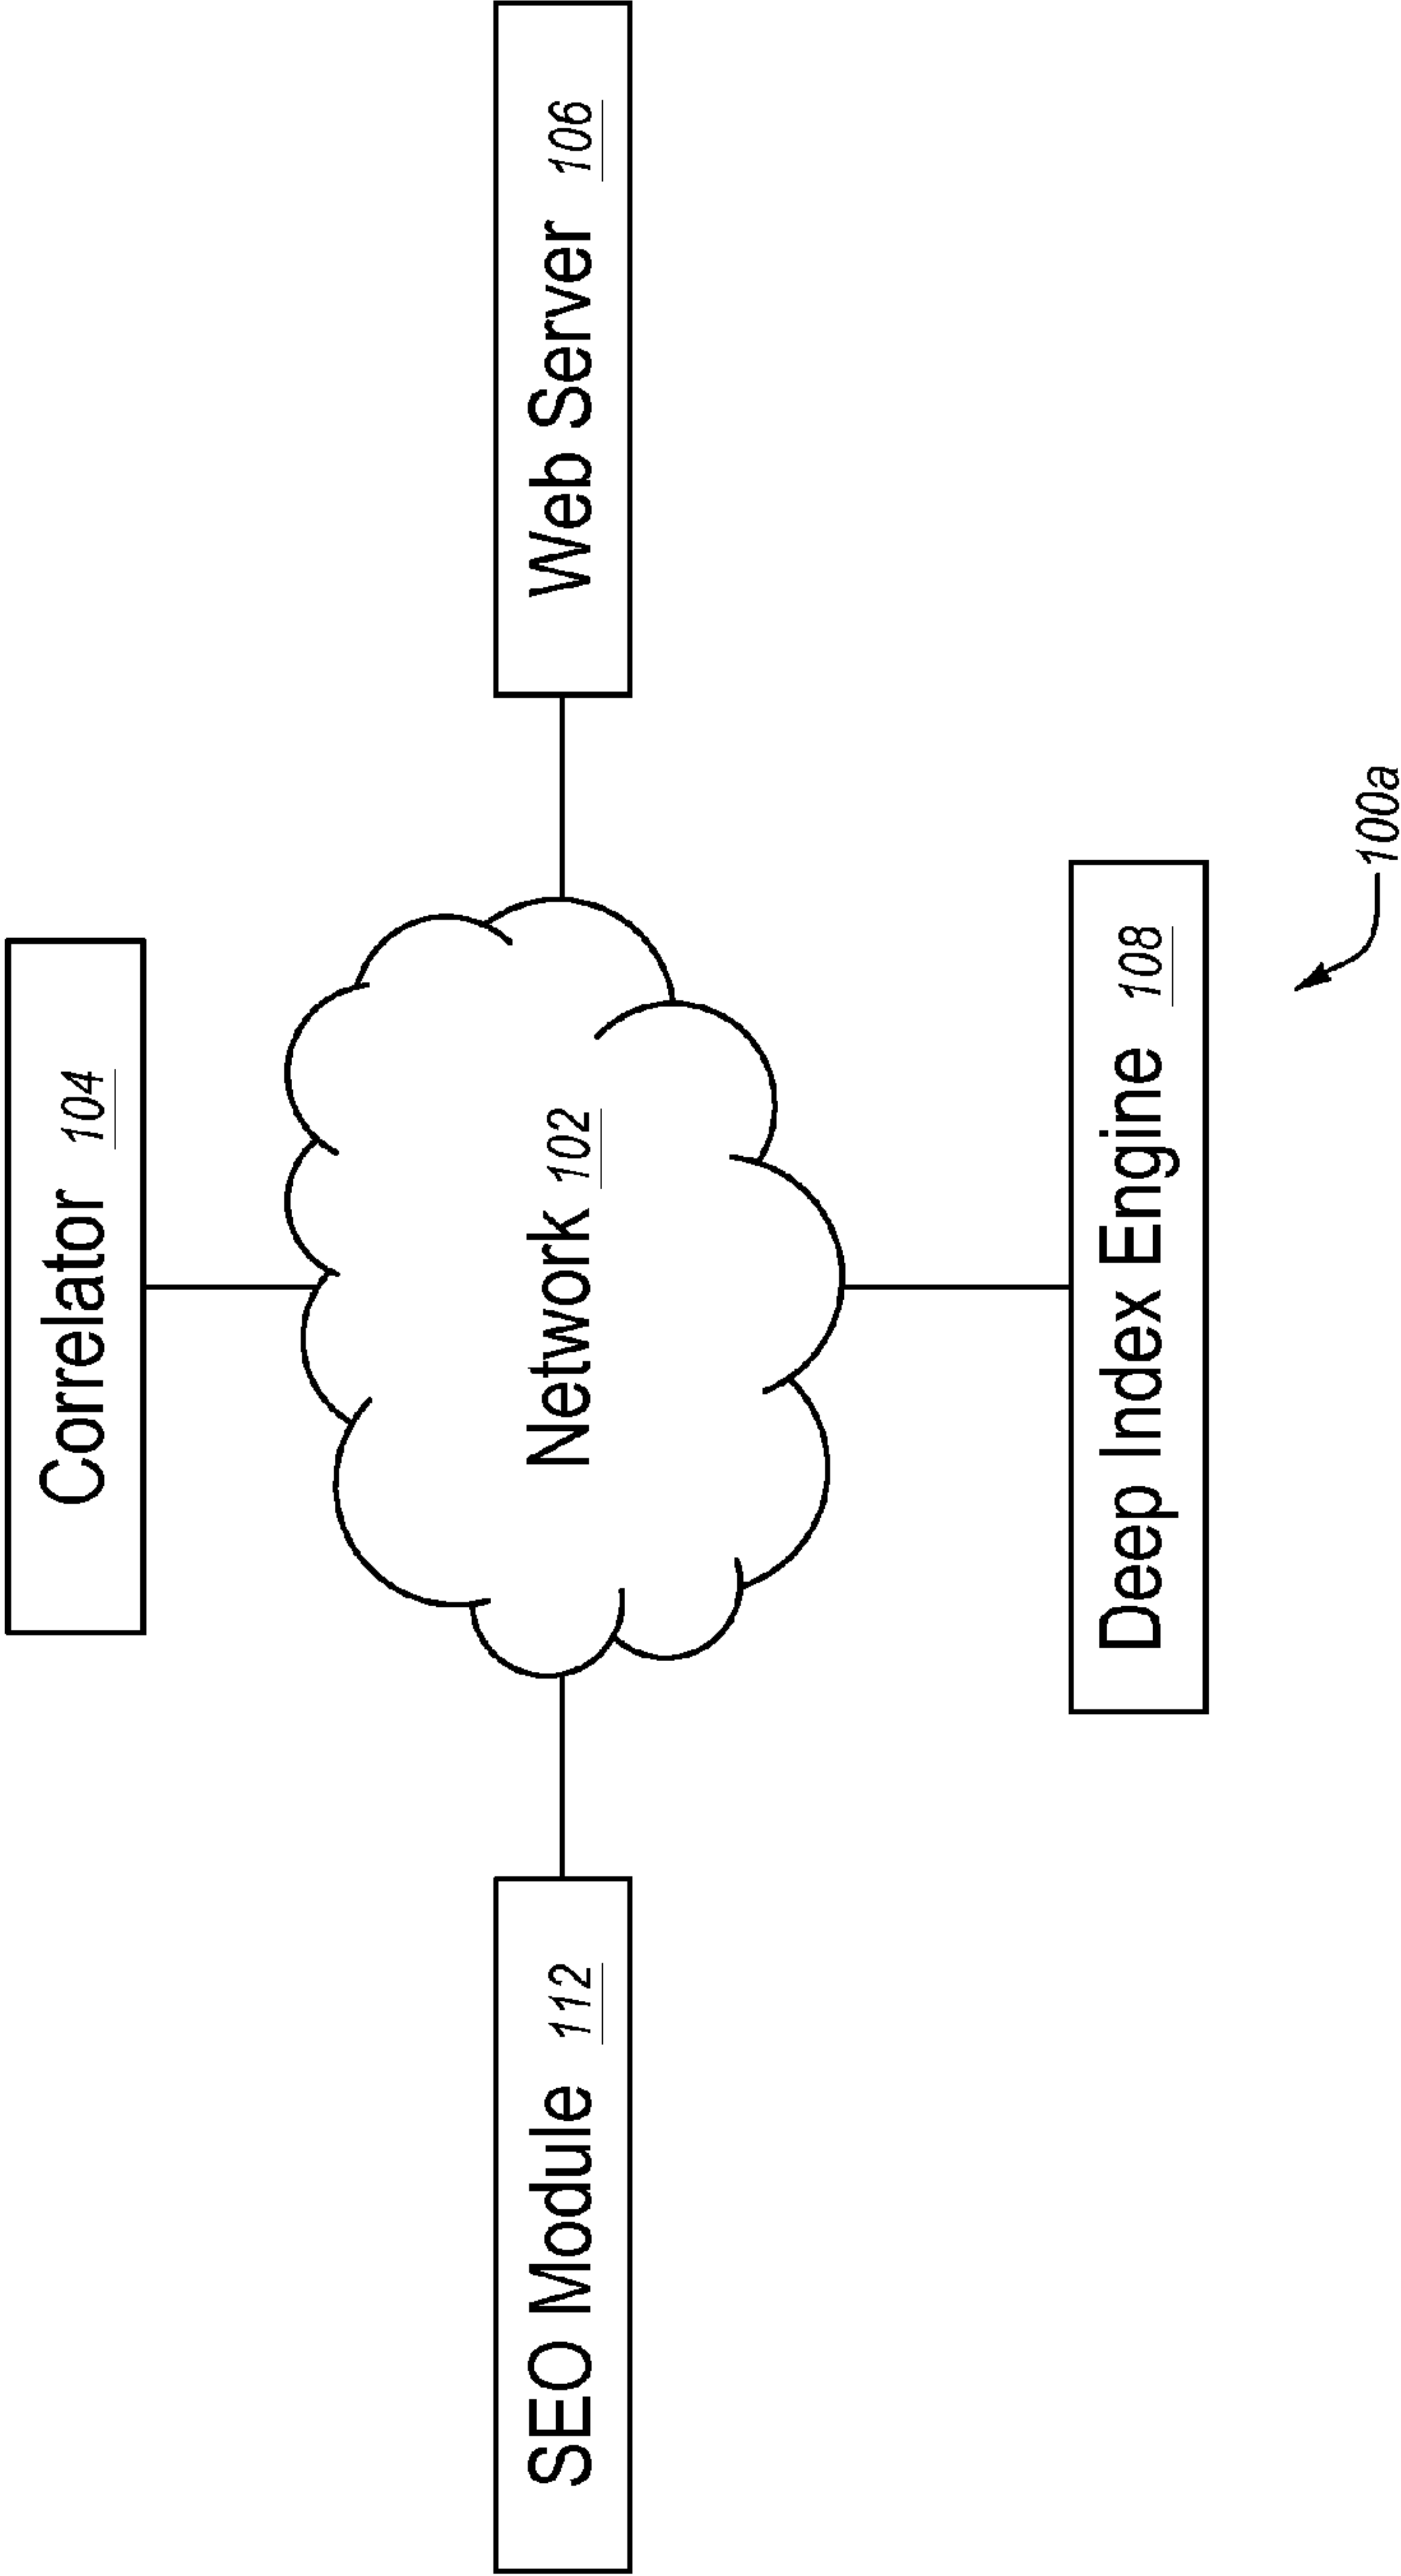 Correlator 104
SEO Module 112
Network 102
Web Server 106
Deep Index Engine 108
100a